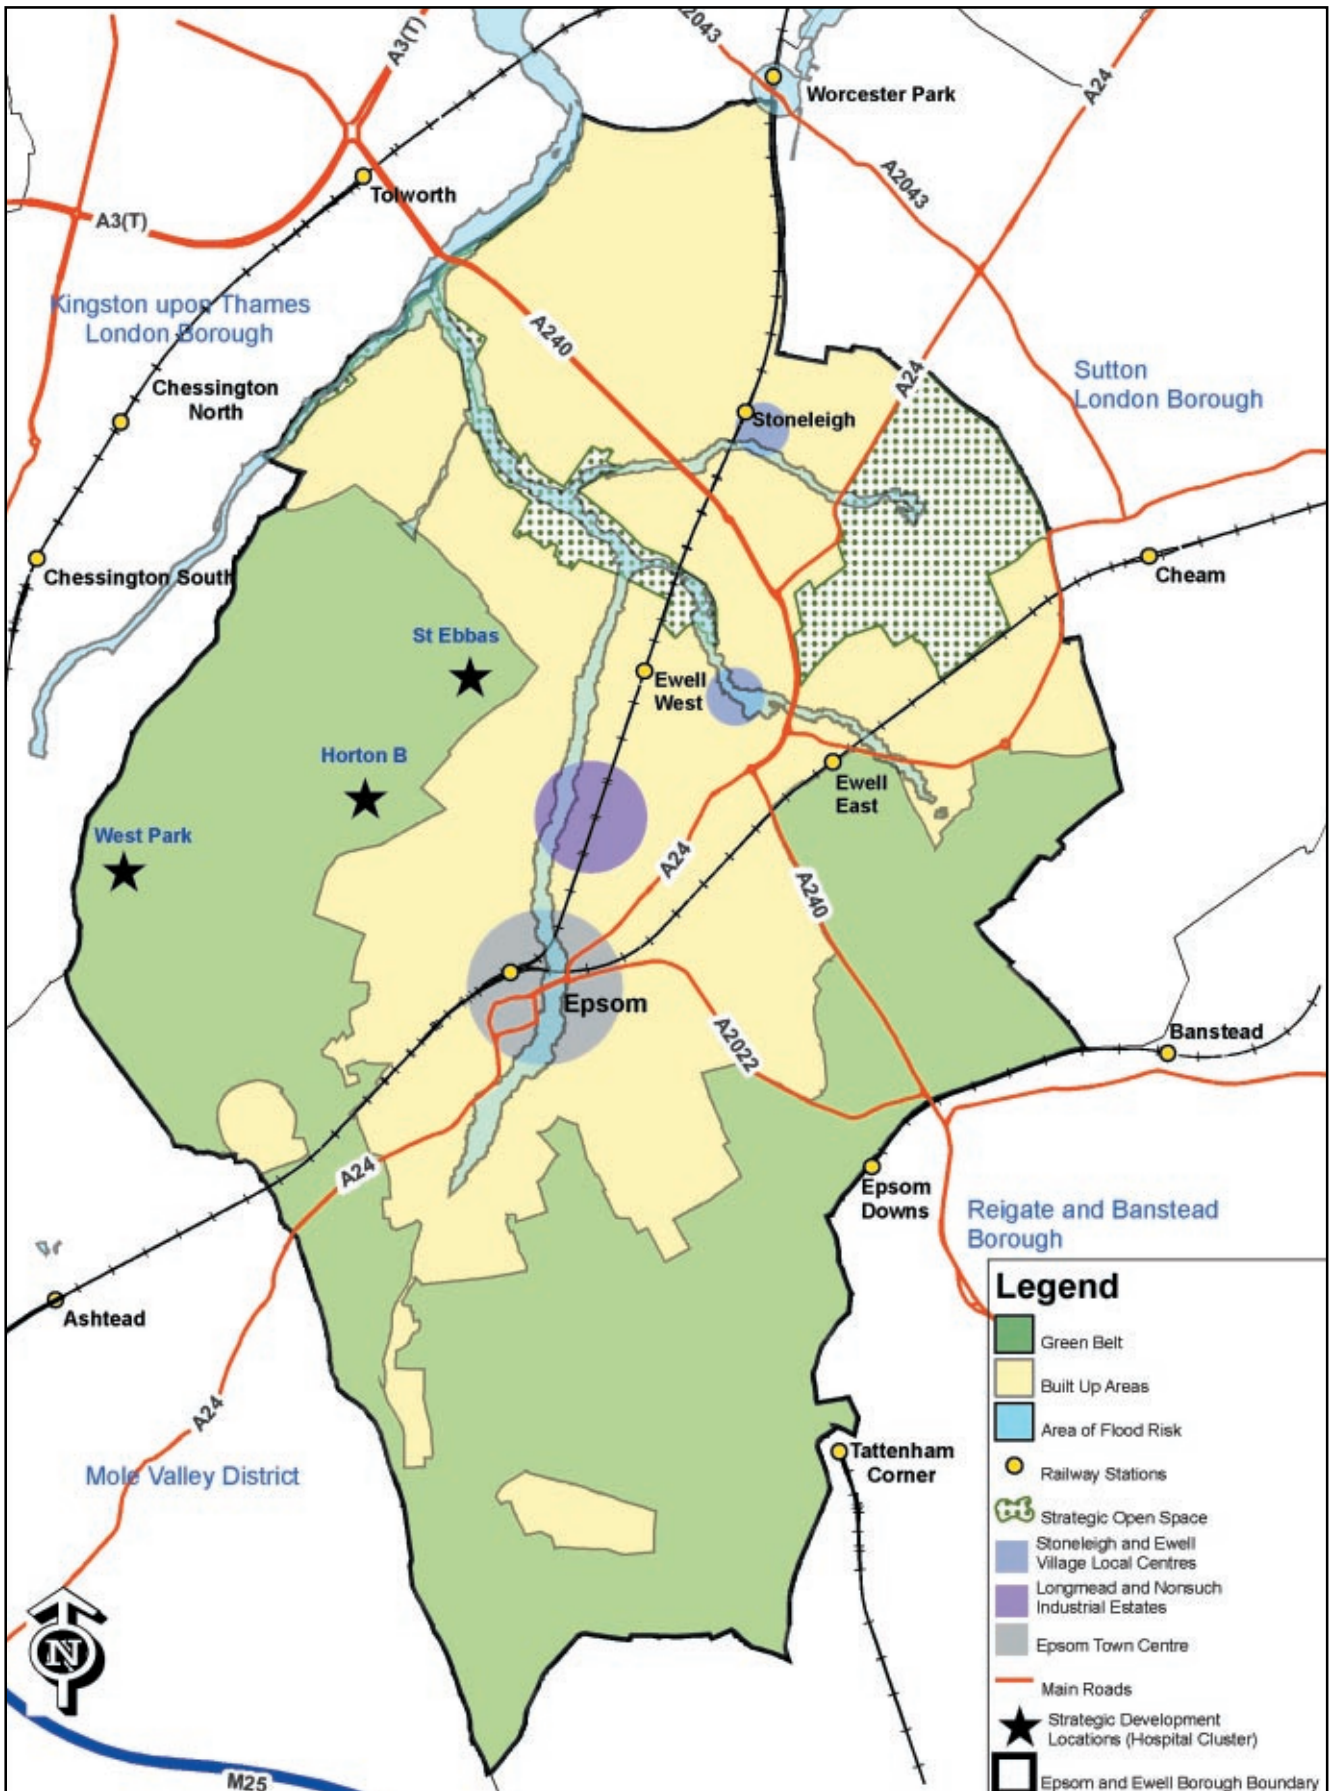 A3(T)
A2043
A24
Worcester Park
Tolworth
A2043
A3(T)
Kingston upon Thames
London Borough
A240
Chessington
North
A24
Sutton
London Borough
Stoneleigh
Chessington South
Cheam
St Ebbas
Ewell
West
Horton B
Ewell
East
West Park
A24
A240
Epsom
A2022
Banstead
A24
Epsom
Downs
Reigate and Banstead
Borough
Ashtead
A24
Mole Valley District
Tattenham
Corner
N
M25
Legend
Green Belt
Built Up Areas
Area of Flood Risk
Railway Stations
Strategic Open Space
Stoneleigh and Ewell
Village Local Centres
Longmead and Nonsuch
Industrial Estates
Epsom Town Centre
Main Roads
Strategic Development
Locations (Hospital Cluster)
Epsom and Ewell Borough Boundary